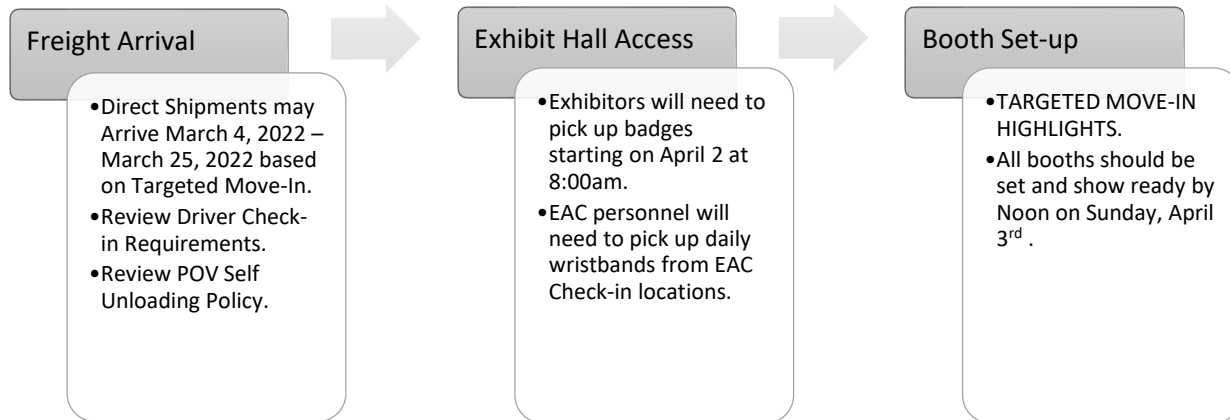 Freight Arrival
•Direct Shipments may
Arrive March 4, 2022 –
March 25, 2022 based
on Targeted Move-In.
•Review Driver Check-
in Requirements.
•Review POV Self
Unloading Policy.
Exhibit Hall Access
•Exhibitors will need to
pick up badges
starting on April 2 at
8:00am.
•EAC personnel will
need to pick up daily
wristbands from EAC
Check-in locations.
Booth Set-up
•TARGETED MOVE-IN
HIGHLIGHTS.
•All booths should be
set and show ready by
Noon on Sunday, April
3rd .